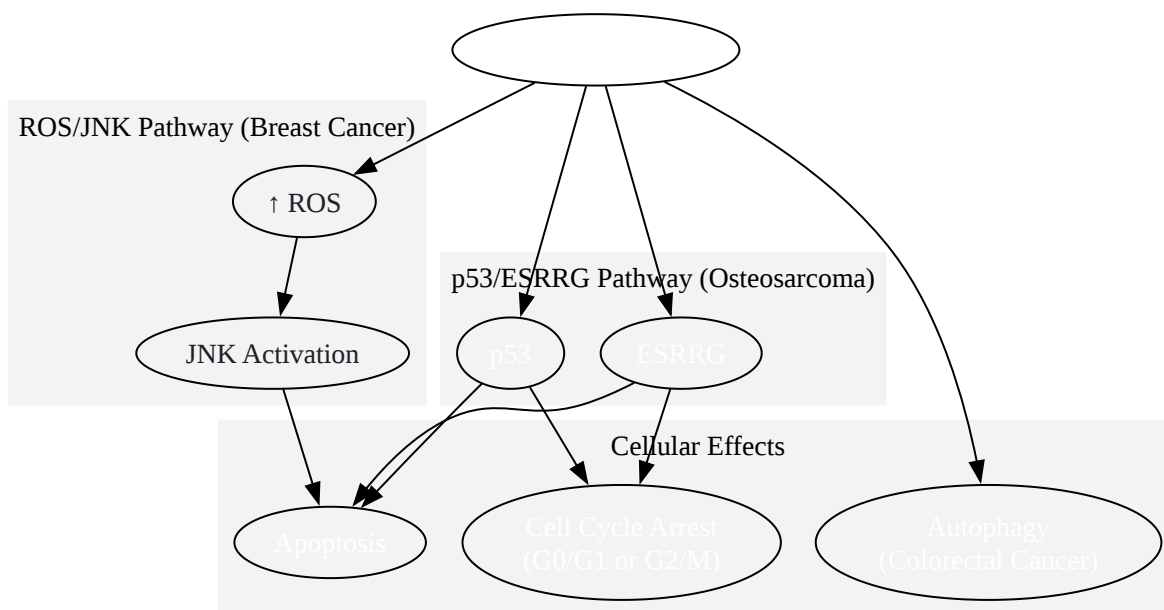 ROS/JNK Pathway (Breast Cancer)
↑ ROS
p53/ESRRG Pathway (Osteosarcoma)
JNK Activation
p53
ESRRG
Cellular Effects
Apoptosis
Cell Cycle Arrest
(G0/G1 or G2/M)
Autophagy
(Colorectal Cancer)